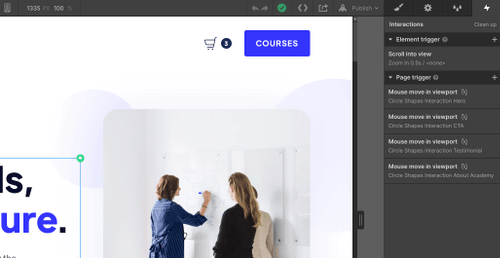 1335 PX 100 %
Publish
3
COURSES
ls,
ure.
the
Interactions Clean up
Element trigger
Scroll into view
Zoom in 0.5s / <none>
Page trigger
Mouse move in viewport
Circle Shapes Interaction Hero
Mouse move in viewport
Circle Shapes Interaction CTA
Mouse move in viewport
Circle Shapes Interaction Testimonial
Mouse move in viewport
Circle Shapes Interaction About Academy